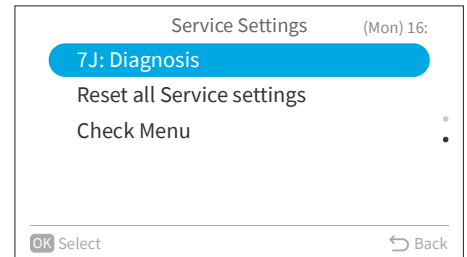 Service Settings (Mon) 16:
7J: Diagnosis
Reset all Service settings
Check Menu
OK Select Back